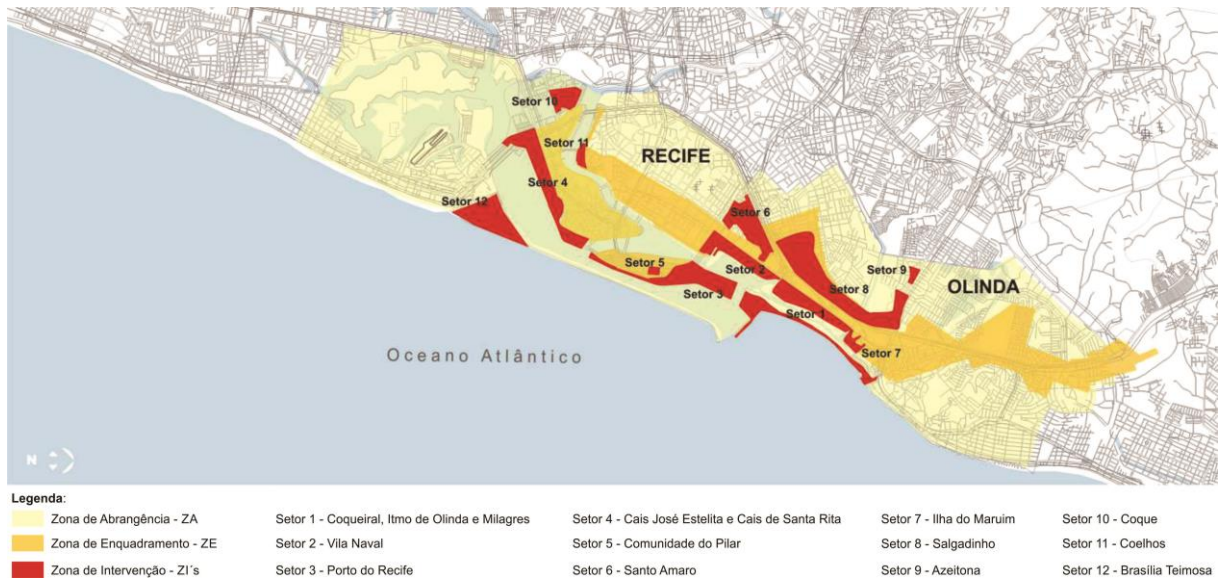 Setor 10
Setor 11
RECIFE
Setor 4
Setor 12
Setor 6
Setor 5
Setor 2
Setor 9
OLINDA
Setor 3
Setor 8
Setor 1
Setor 7
Oceano Atlântico
N
Legenda:
Zona de Abrangência - ZA
Zona de Enquadramento - ZE
Zona de Intervenção - ZI´s
Setor 1 - Coqueiral, Itmo de Olinda e Milagres
Setor 2 - Vila Naval
Setor 3 - Porto do Recife
Setor 4 - Cais José Estelita e Cais de Santa Rita
Setor 5 - Comunidade do Pilar
Setor 6 - Santo Amaro
Setor 7 - Ilha do Maruim
Setor 8 - Salgadinho
Setor 9 - Azeitona
Setor 10 - Coque
Setor 11 - Coelhos
Setor 12 - Brasília Teimosa